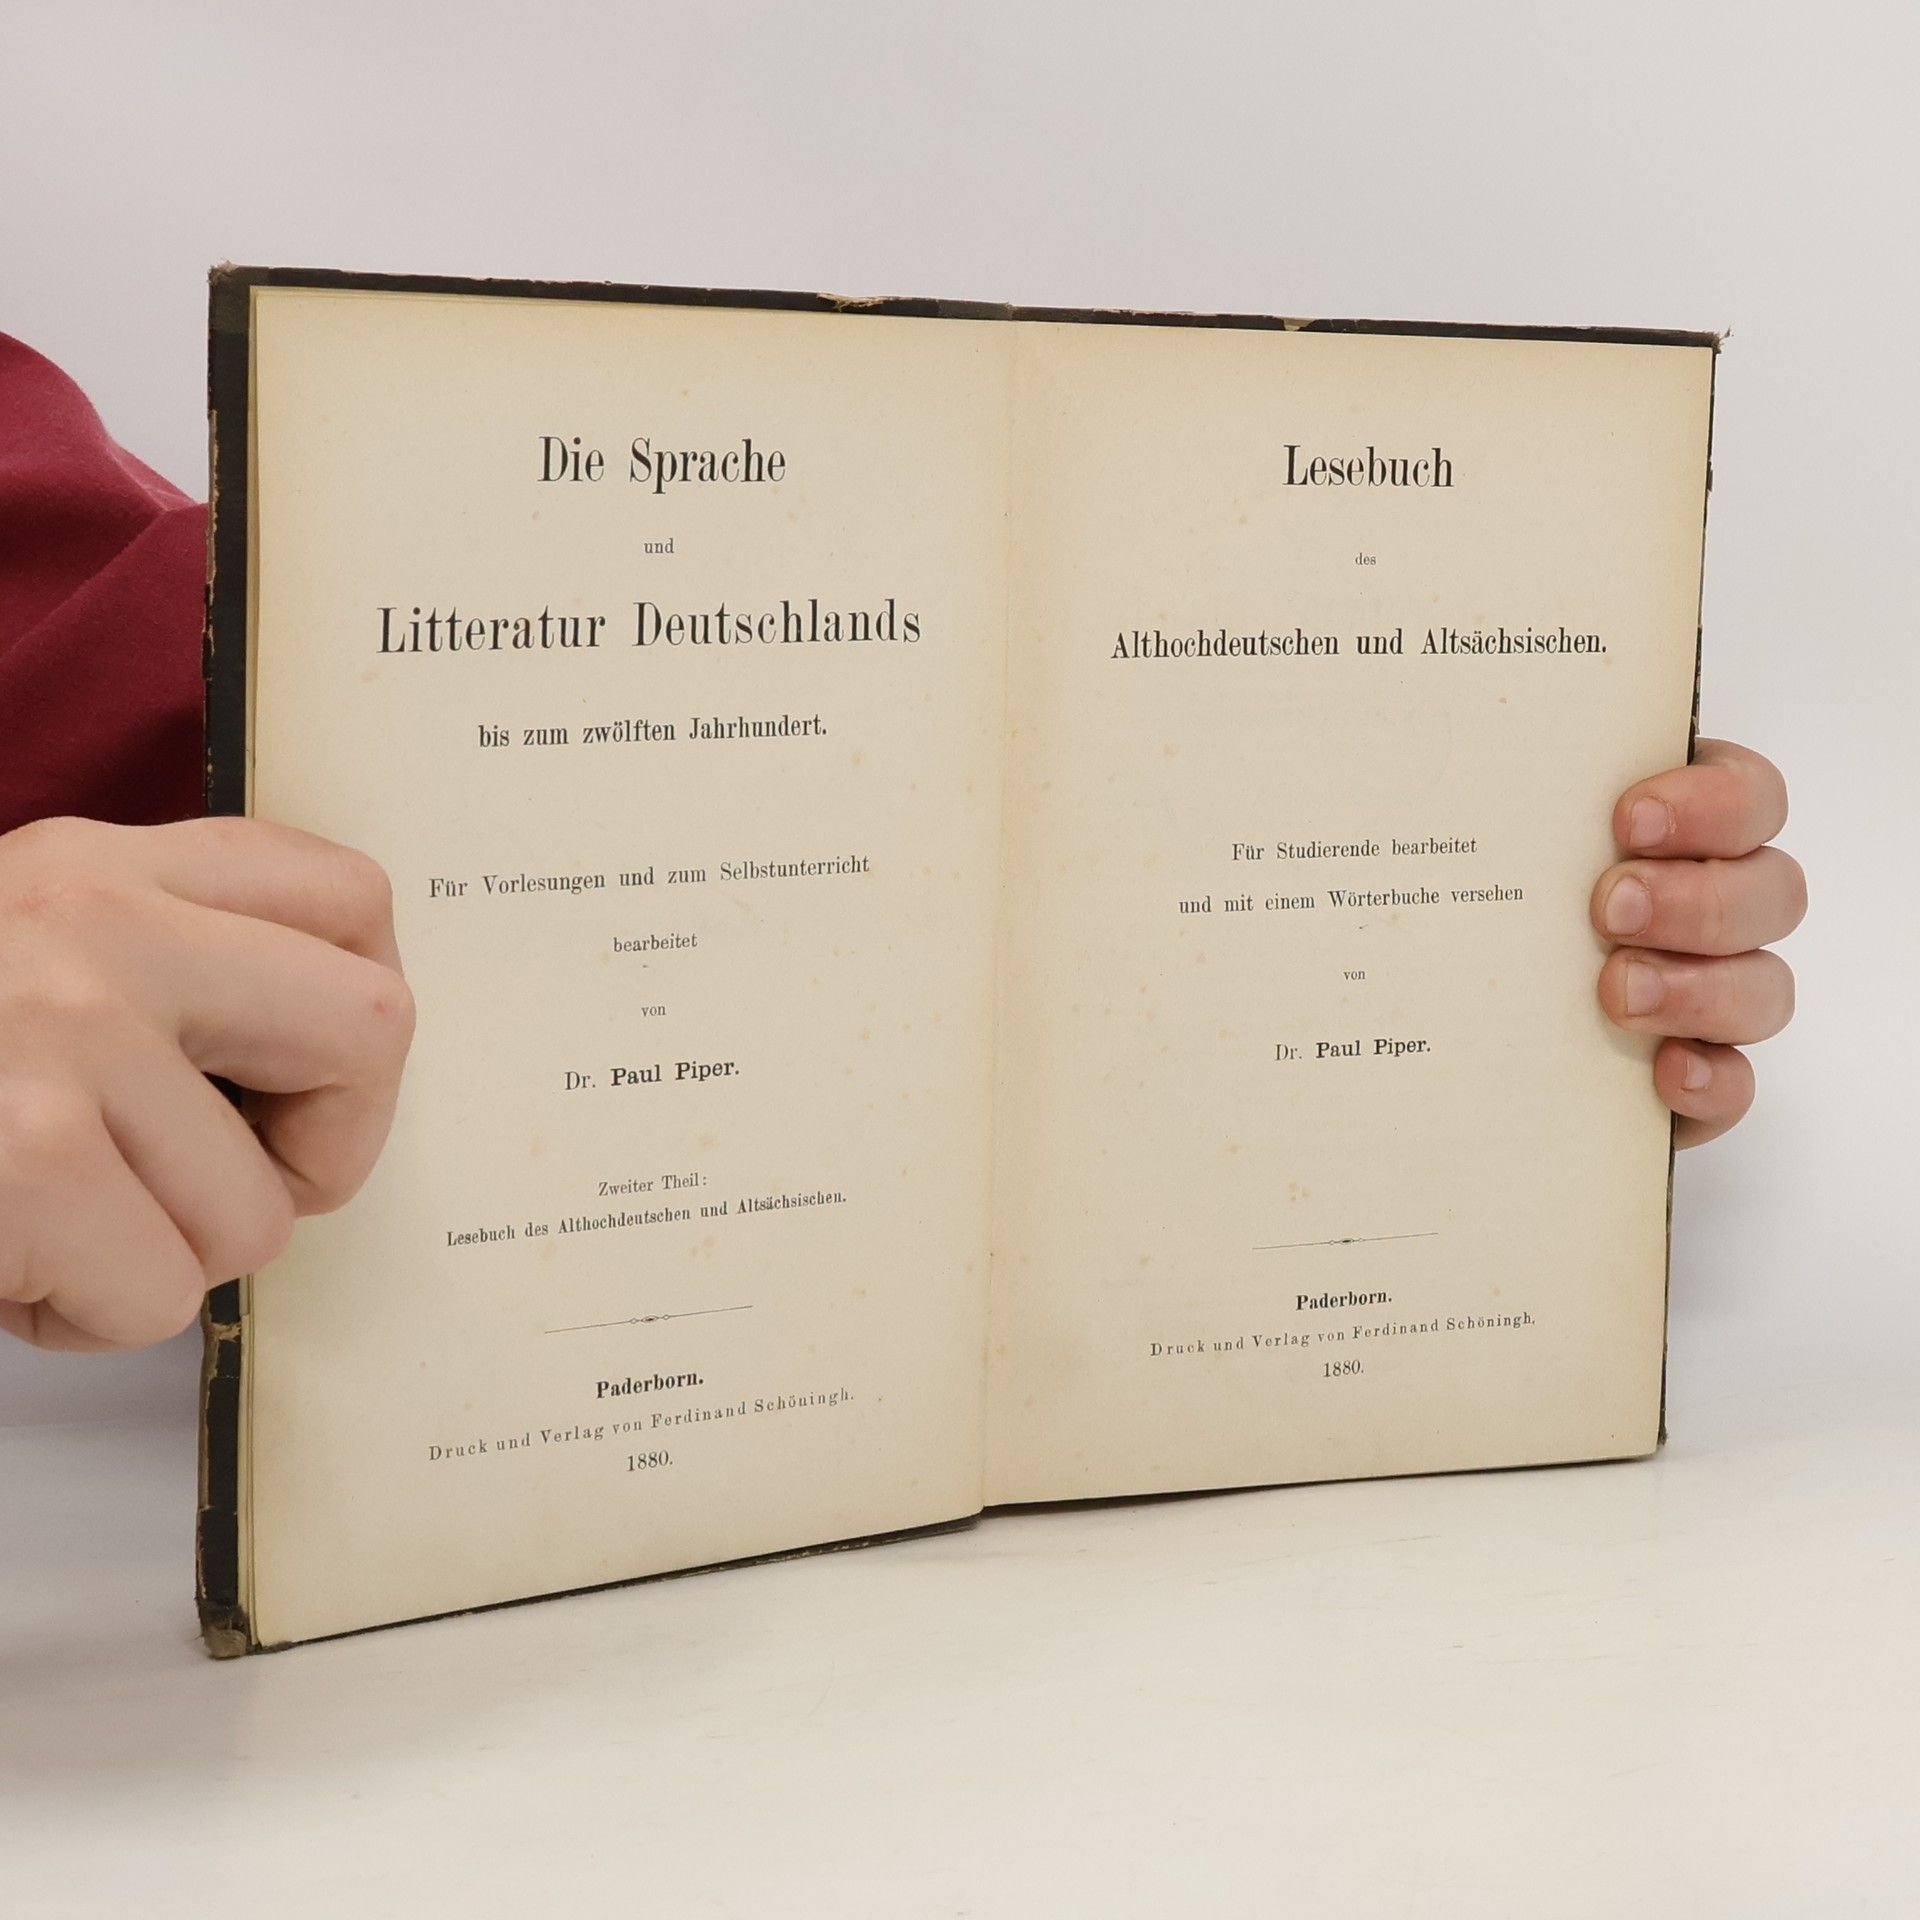 Die Sprache
und
Litteratur Deutschlands
bis zum zwölften Jahrhundert.
Für Vorlesungen und zum Selbstunterricht
bearbeitet
von
Dr. Paul Piper.
Zweiter Theil:
Lesebuch des Althochdeutschen und Altsächsischen.
Paderborn.
Druck und Verlag von Ferdinand Schöningh.
1880.
Lesebuch
des
Althochdeutschen und Altsächsischen.
Für Studierende bearbeitet
und mit einem Wörterbuche versehen
von
Dr. Paul Piper.
Paderborn.
Druck und Verlag von Ferdinand Schöningh.
1880.